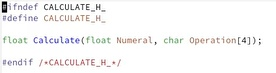 #ifndef CALCULATE_H_
#define CALCULATE_H_
float Calculate(float Numeral, char Operation[4]);
#endif /*CALCULATE_H_*/